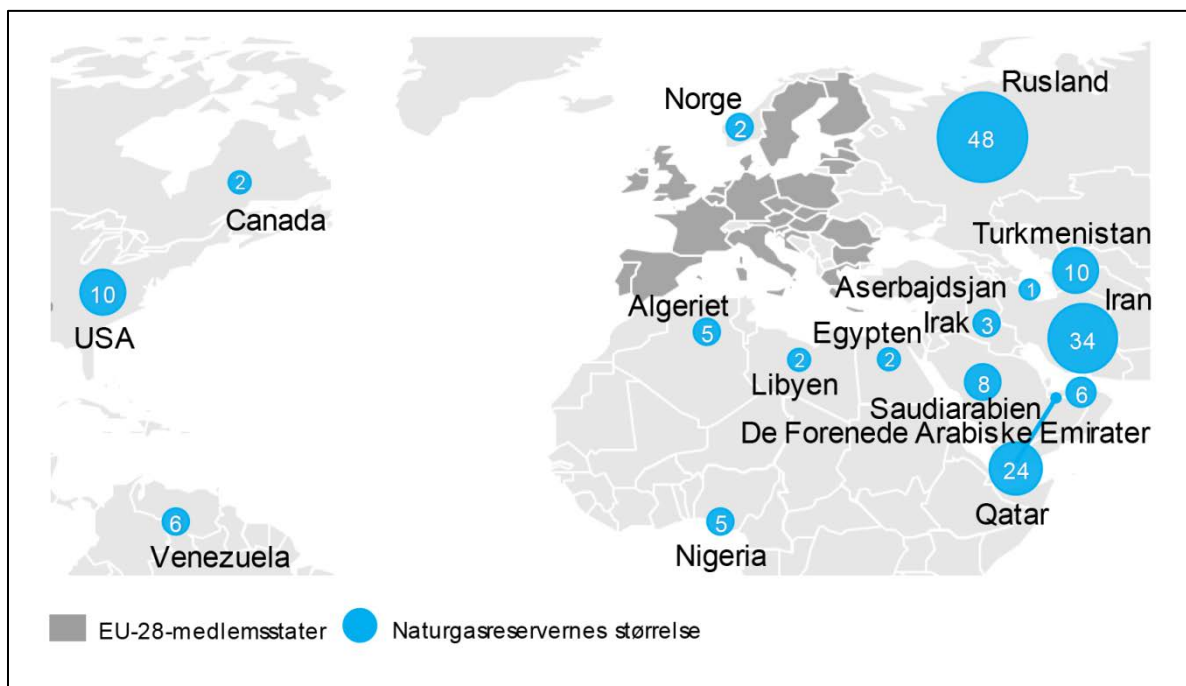 Norge
2
Rusland
48
2
Canada
10
USA
Turkmenistan
10
Aserbajdsjan
1
Iran
34
Algeriet
5
Irak
3
Egypten
2
2
Libyen
8
Saudiarabien
6
De Forenede Arabiske Emirater
24
Qatar
6
Venezuela
5
Nigeria
EU-28-medlemsstater
Naturgasreservernes størrelse